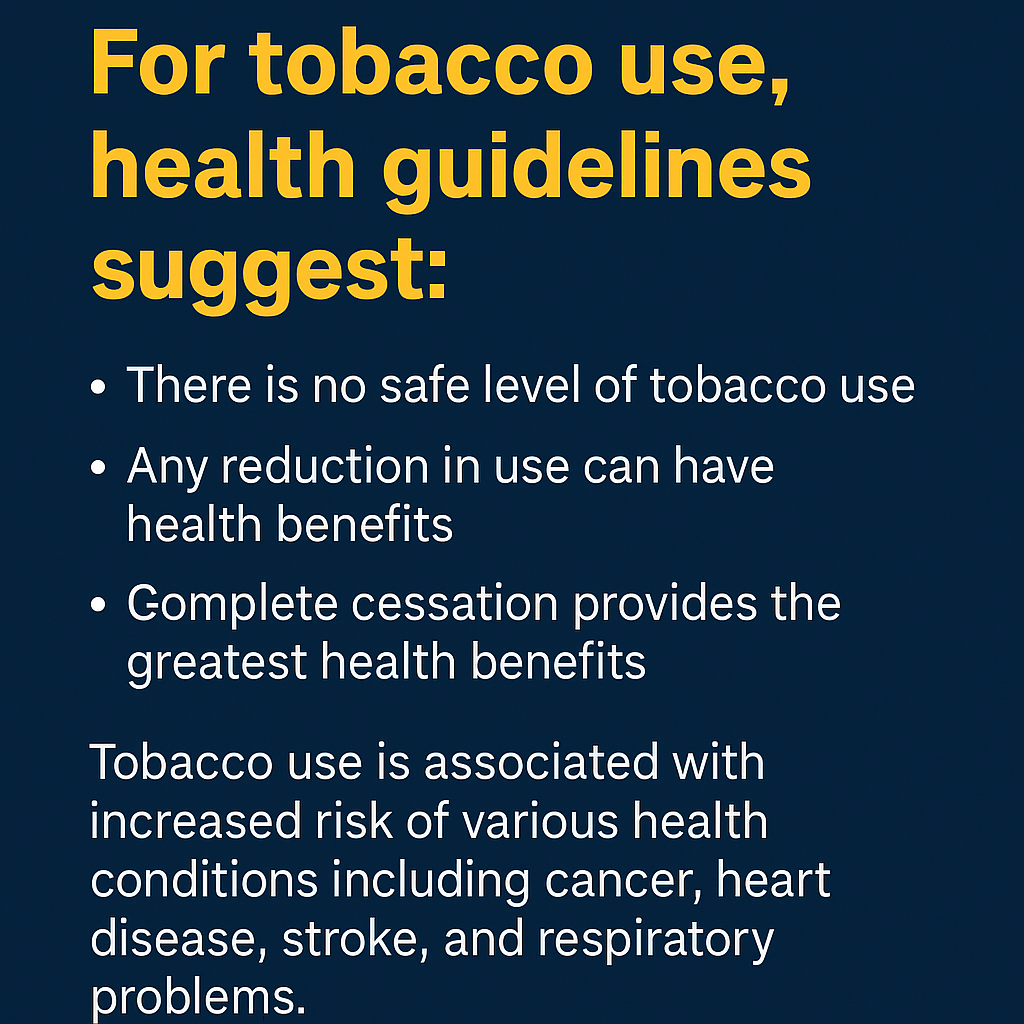 For tobacco use,
health guidelines
suggest:
• There is no safe level of tobacco use
• Any reduction in use can have
health benefits
• Complete cessation provides the
greatest health benefits
Tobacco use is associated with
increased risk of various health
conditions including cancer, heart
disease, stroke, and respiratory
problems.